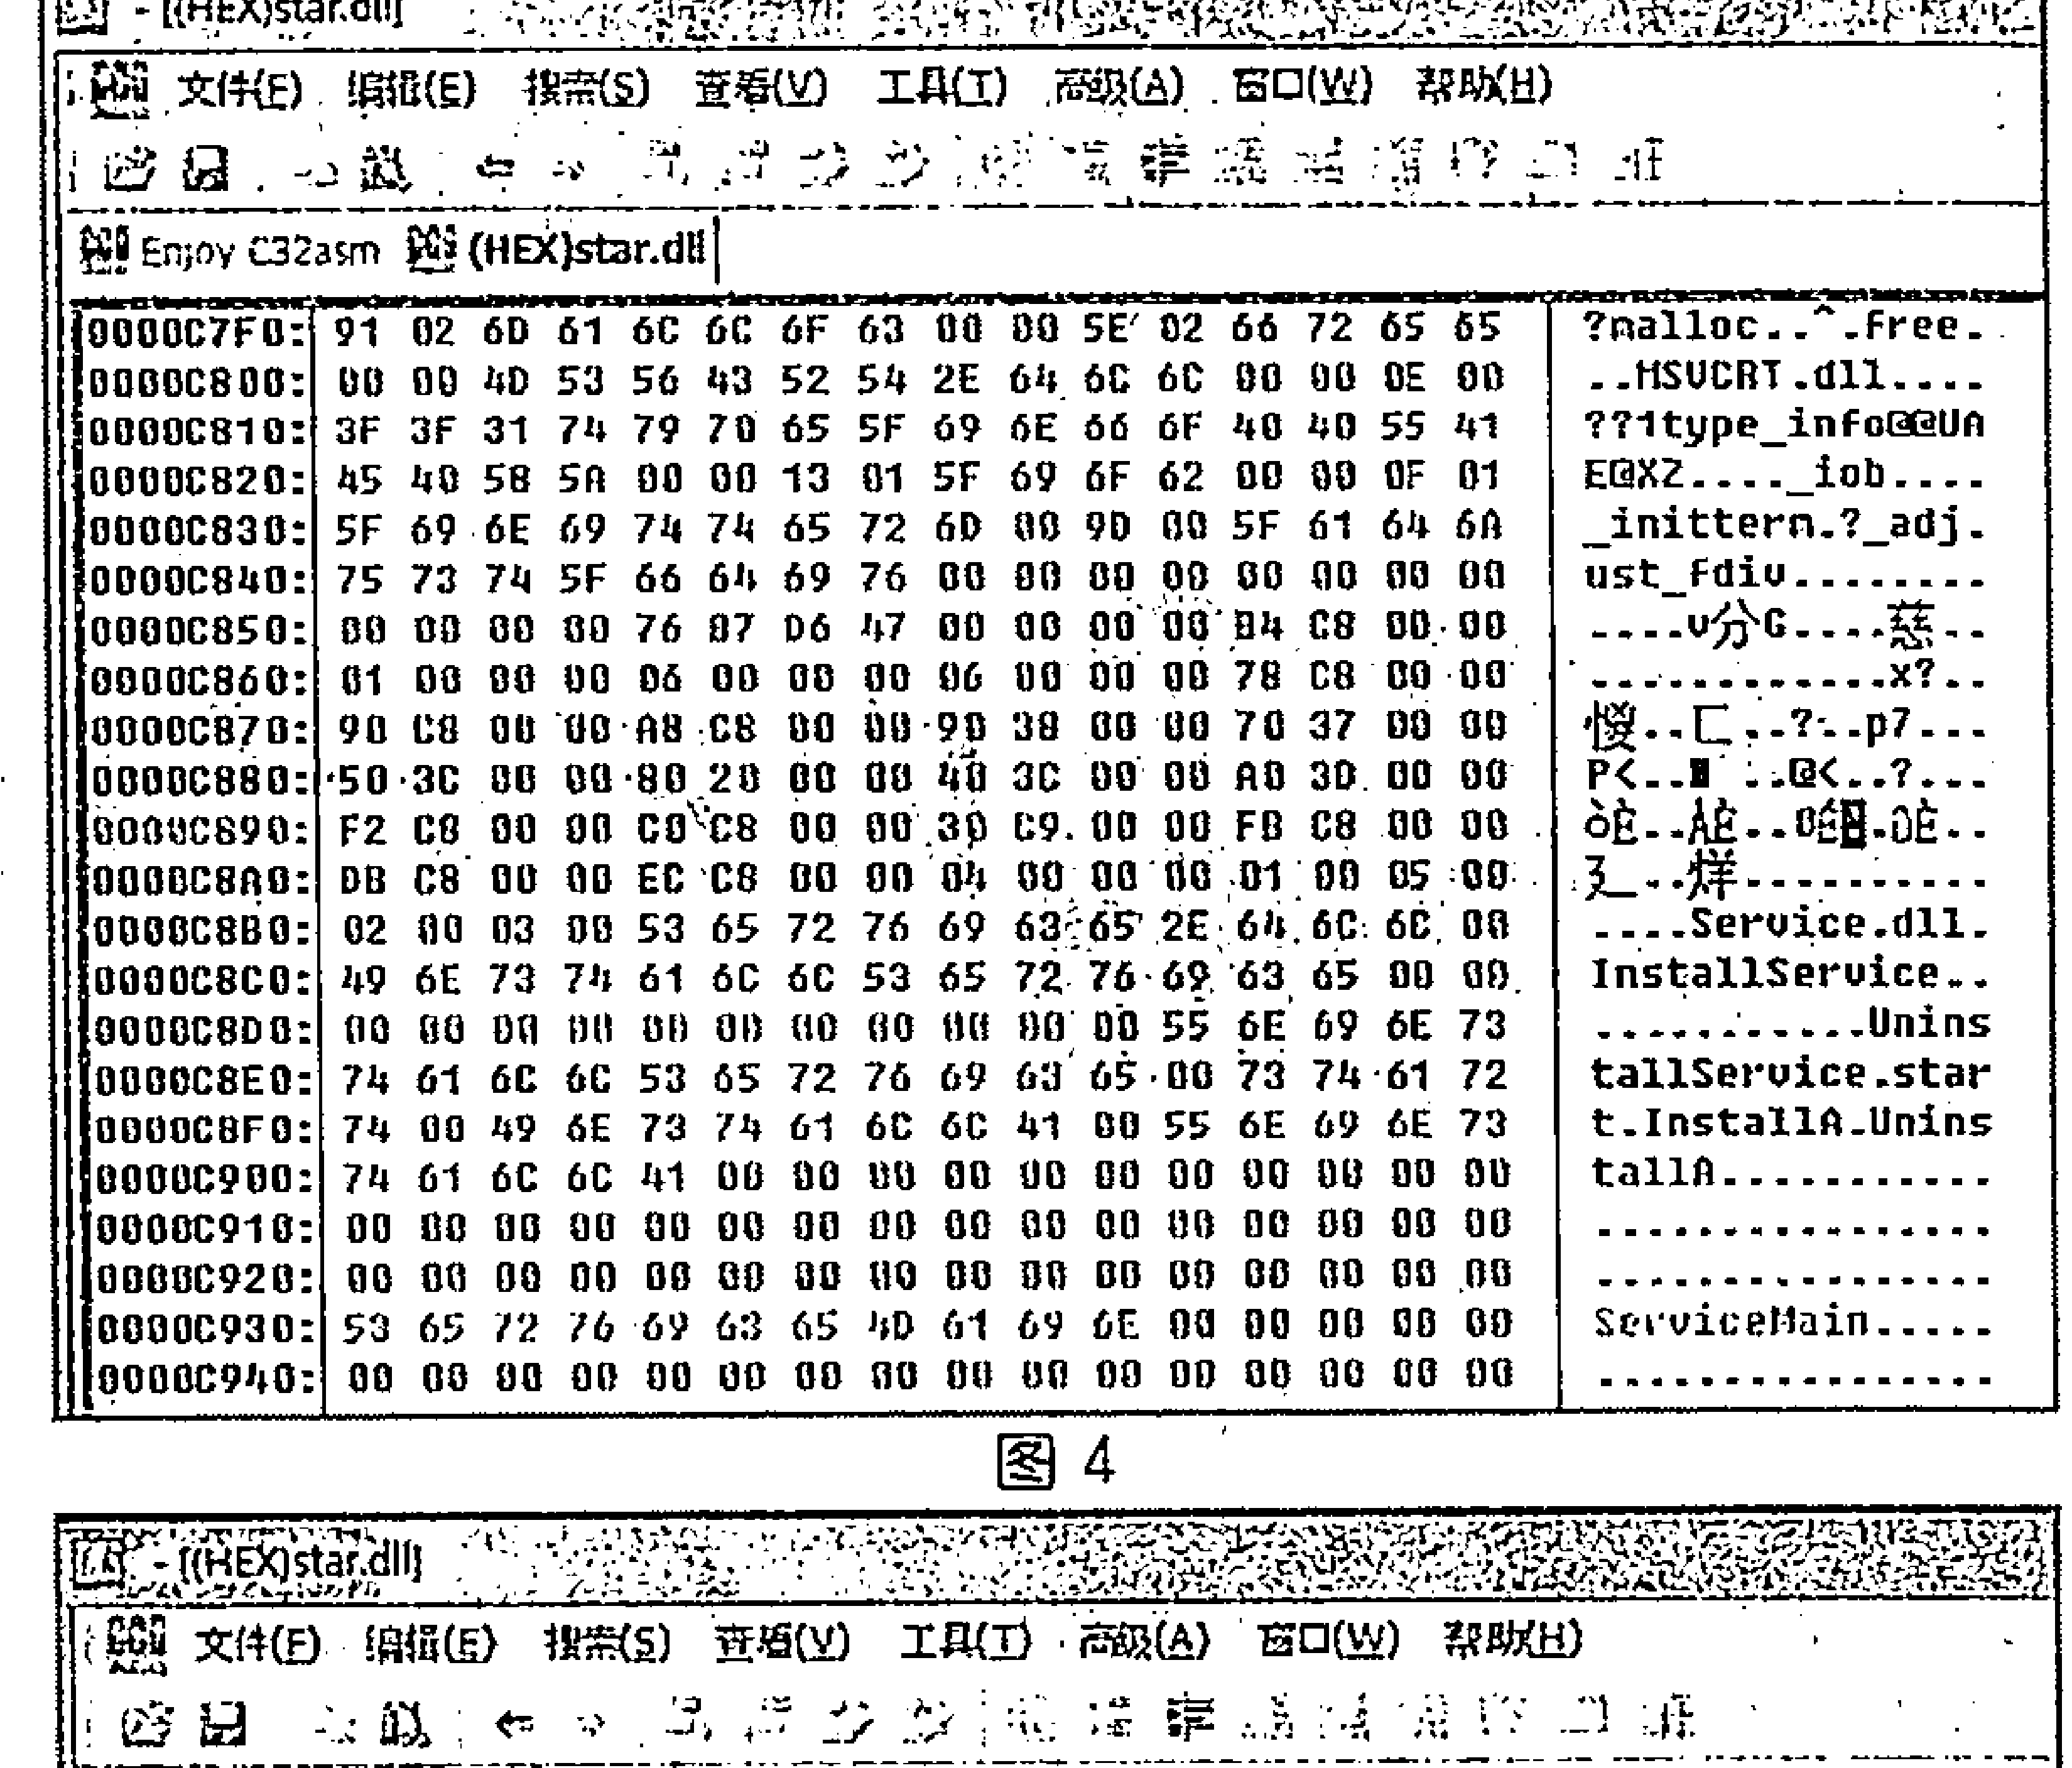 - [(HEX)star.dll]
文件(F) 编辑(E) 搜索(S) 查看(V) 工具(T) 高级(A) 窗口(W) 帮助(H)
Enjoy C32asm (HEX)star.dll
0000C7F0: 91 02 6D 61 6C 6C 6F 63 00 00 5E 02 66 72 65 65 ?malloc..^.free.
0000C800: 00 00 4D 53 56 43 52 54 2E 64 6C 6C 00 00 0E 00 ..MSVCRT.dll....
0000C810: 3F 3F 31 74 79 70 65 5F 69 6E 66 6F 40 40 55 41 ??1type_info@@UA
0000C820: 45 40 58 5A 00 00 13 01 5F 69 6F 62 00 00 0F 01 E@XZ...._iob....
0000C830: 5F 69 6E 69 74 74 65 72 6D 00 9D 00 5F 61 64 6A _initterm.?_adj.
0000C840: 75 73 74 5F 66 64 69 76 00 00 00 00 00 00 00 00 ust_fdiv........
0000C850: 00 00 00 00 76 87 D6 47 00 00 00 00 B4 C8 00 00 ....v分G....慈..
0000C860: 01 00 00 00 06 00 00 00 06 00 00 00 78 C8 00 00 ............x?..
0000C870: 90 C8 00 00 A8 C8 00 00 90 38 00 00 70 37 00 00 ..匚..?..p7...
0000C880: 50 3C 00 00 80 20 00 00 40 3C 00 00 A0 3D 00 00 P<.. ..@<..?...
0000C890: F2 C8 00 00 C0 C8 00 00 30 C9 00 00 FB C8 00 00
0000C8A0: DB C8 00 00 EC C8 00 00 04 00 00 00 01 00 05 00 廴..烊..........
0000C8B0: 02 00 03 00 53 65 72 76 69 63 65 2E 64 6C 6C 00 ....Service.dll.
0000C8C0: 49 6E 73 74 61 6C 6C 53 65 72 76 69 63 65 00 00 InstallService..
0000C8D0: 00 00 00 00 00 00 00 00 00 00 00 55 6E 69 6E 73 ...........Unins
0000C8E0: 74 61 6C 6C 53 65 72 76 69 63 65 00 73 74 61 72 tallService.star
0000C8F0: 74 00 49 6E 73 74 61 6C 6C 41 00 55 6E 69 6E 73 t.InstallA.Unins
0000C900: 74 61 6C 6C 41 00 00 00 00 00 00 00 00 00 00 00 tallA...........
0000C910: 00 00 00 00 00 00 00 00 00 00 00 00 00 00 00 00 ................
0000C920: 00 00 00 00 00 00 00 00 00 00 00 00 00 00 00 00 ................
0000C930: 53 65 72 76 69 63 65 4D 61 69 6E 00 00 00 00 00 ServiceMain.....
0000C940: 00 00 00 00 00 00 00 00 00 00 00 00 00 00 00 00 ................
图 4
- [(HEX)star.dll]
文件(F) 编辑(E) 搜索(S) 查看(V) 工具(T) 高级(A) 窗口(W) 帮助(H)